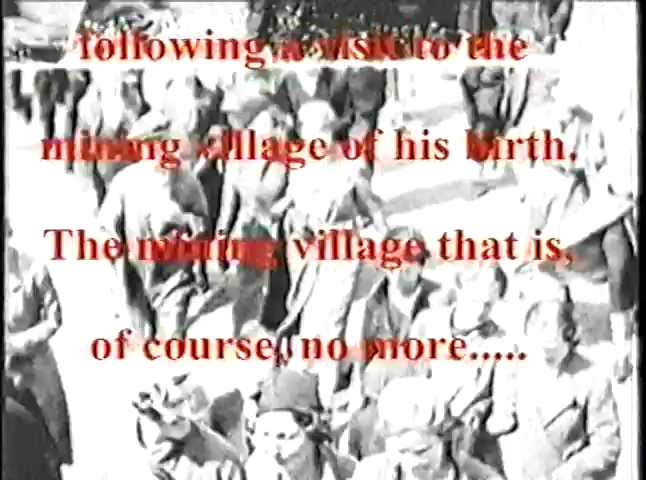 following a visit to the
mining village of his birth.
The mining village that is,
of course, no more.....